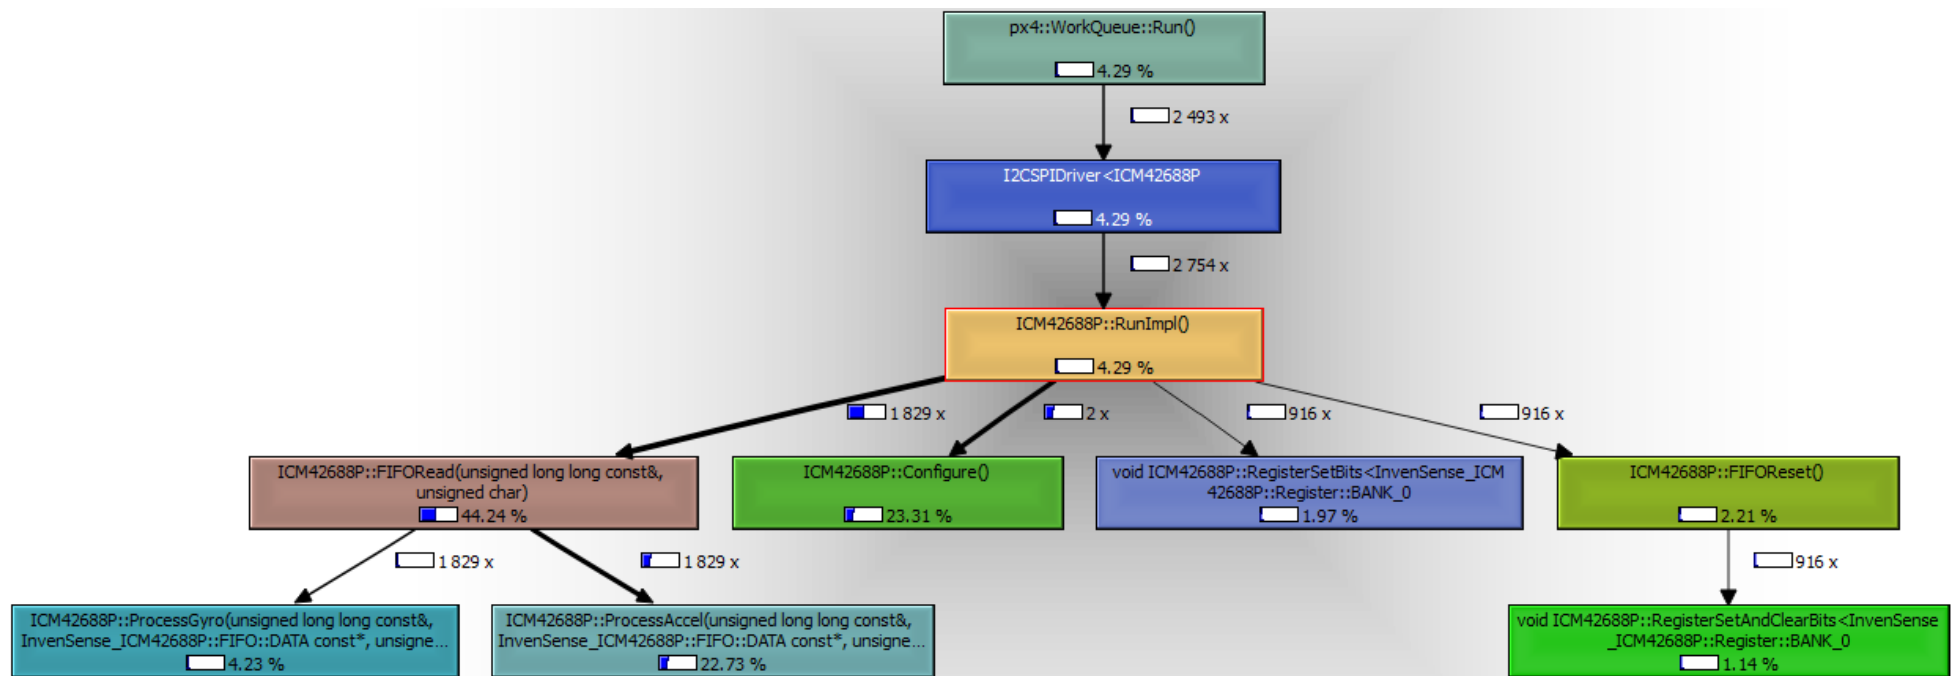 px4::WorkQueue::Run()
4.29 %
2 493 x
I2CSPIDriver<ICM42688P
4.29 %
2 754 x
ICM42688P::RunImpl()
4.29 %
1 829 x
2 x
916 x
916 x
ICM42688P::FIFORead(unsigned long long const&,
unsigned char)
44.24 %
ICM42688P::Configure()
23.31 %
void ICM42688P::RegisterSetBits<InvenSense_ICM
42688P::Register::BANK_0
1.97 %
ICM42688P::FIFOReset()
2.21 %
1 829 x
1 829 x
916 x
ICM42688P::ProcessGyro(unsigned long long const&,
InvenSense_ICM42688P::FIFO::DATA const*, unsigne...
4.23 %
ICM42688P::ProcessAccel(unsigned long long const&,
InvenSense_ICM42688P::FIFO::DATA const*, unsigne...
22.73 %
void ICM42688P::RegisterSetAndClearBits<InvenSense
_ICM42688P::Register::BANK_0
1.14 %